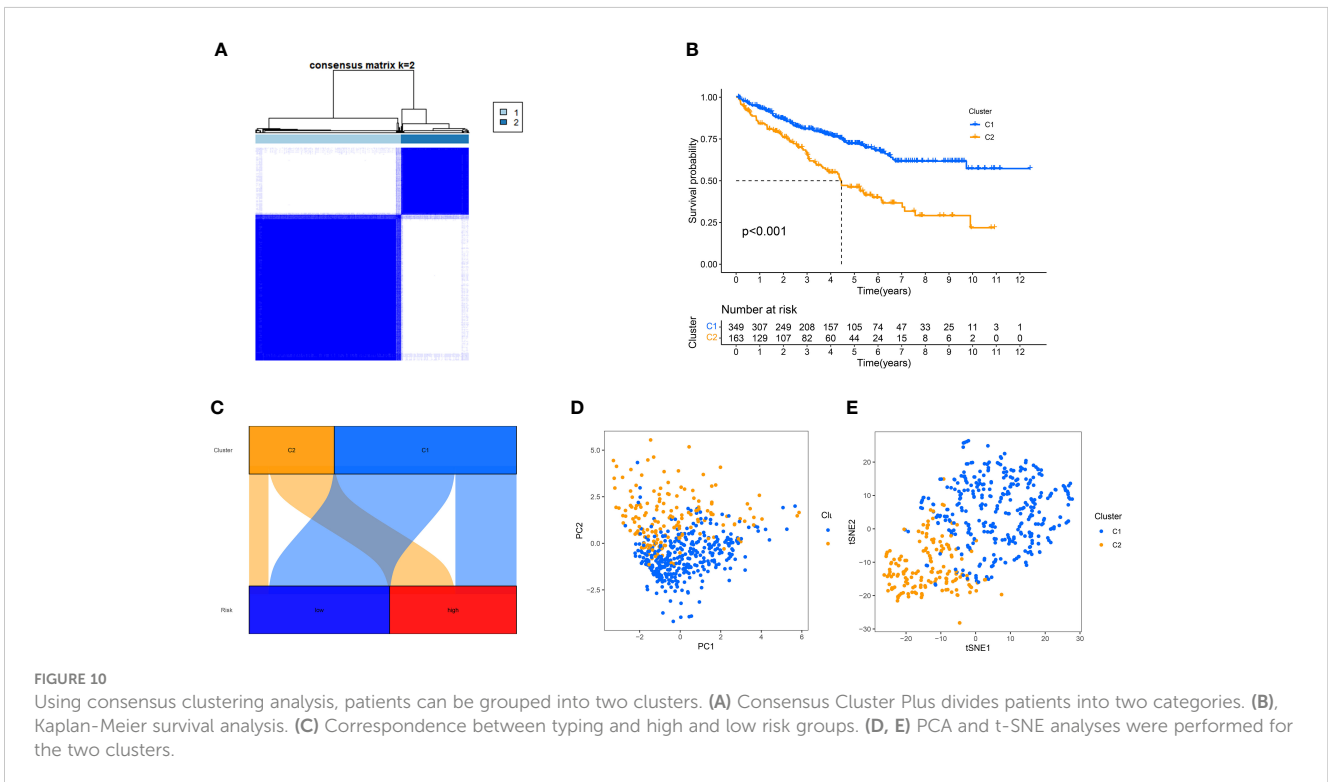 A
consensus matrix k=2
1
2
B
Cluster
C1
C2
1.00
0.75
0.50
0.25
0.00
Survival probability
p<0.001
0 1 2 3 4 5 6 7 8 9 10 11 12
Time(years)
Number at risk
Cluster
C1 349 307 249 208 157 105 74 47 33 25 11 3 1
C2 163 129 107 82 60 44 24 15 8 6 2 0 0
0 1 2 3 4 5 6 7 8 9 10 11 12
Time(years)
C
Cluster
C2
C1
Risk
low
high
D
5.0
2.5
0.0
−2.5
PC2
−2 0 2 4 6
PC1
Clu
E
20
10
0
−10
−20
−30
tSNE2
−20 −10 0 10 20 30
tSNE1
Cluster
C1
C2
FIGURE 10
Using consensus clustering analysis, patients can be grouped into two clusters. (A) Consensus Cluster Plus divides patients into two categories. (B),
Kaplan-Meier survival analysis. (C) Correspondence between typing and high and low risk groups. (D, E) PCA and t-SNE analyses were performed for
the two clusters.